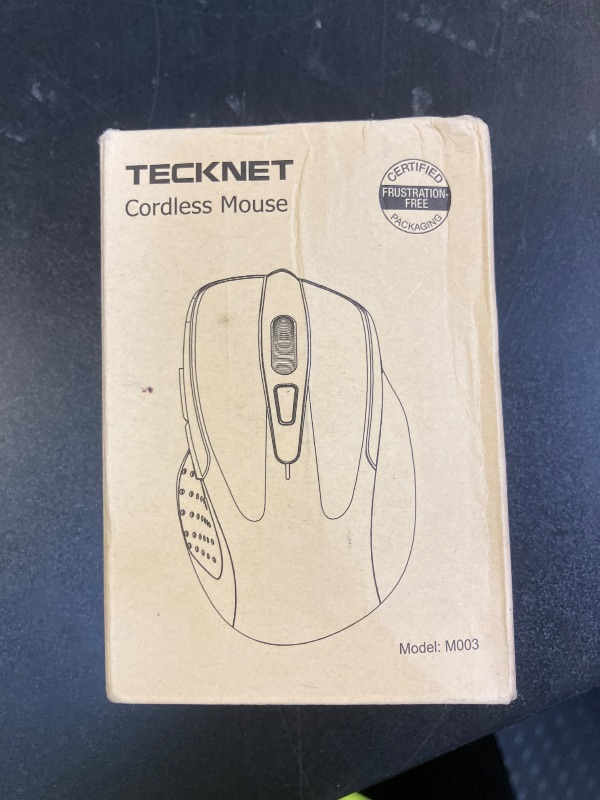 TECKNET
Cordless Mouse
CERTIFIED
FRUSTRATION-
FREE
PACKAGING
Model: M003